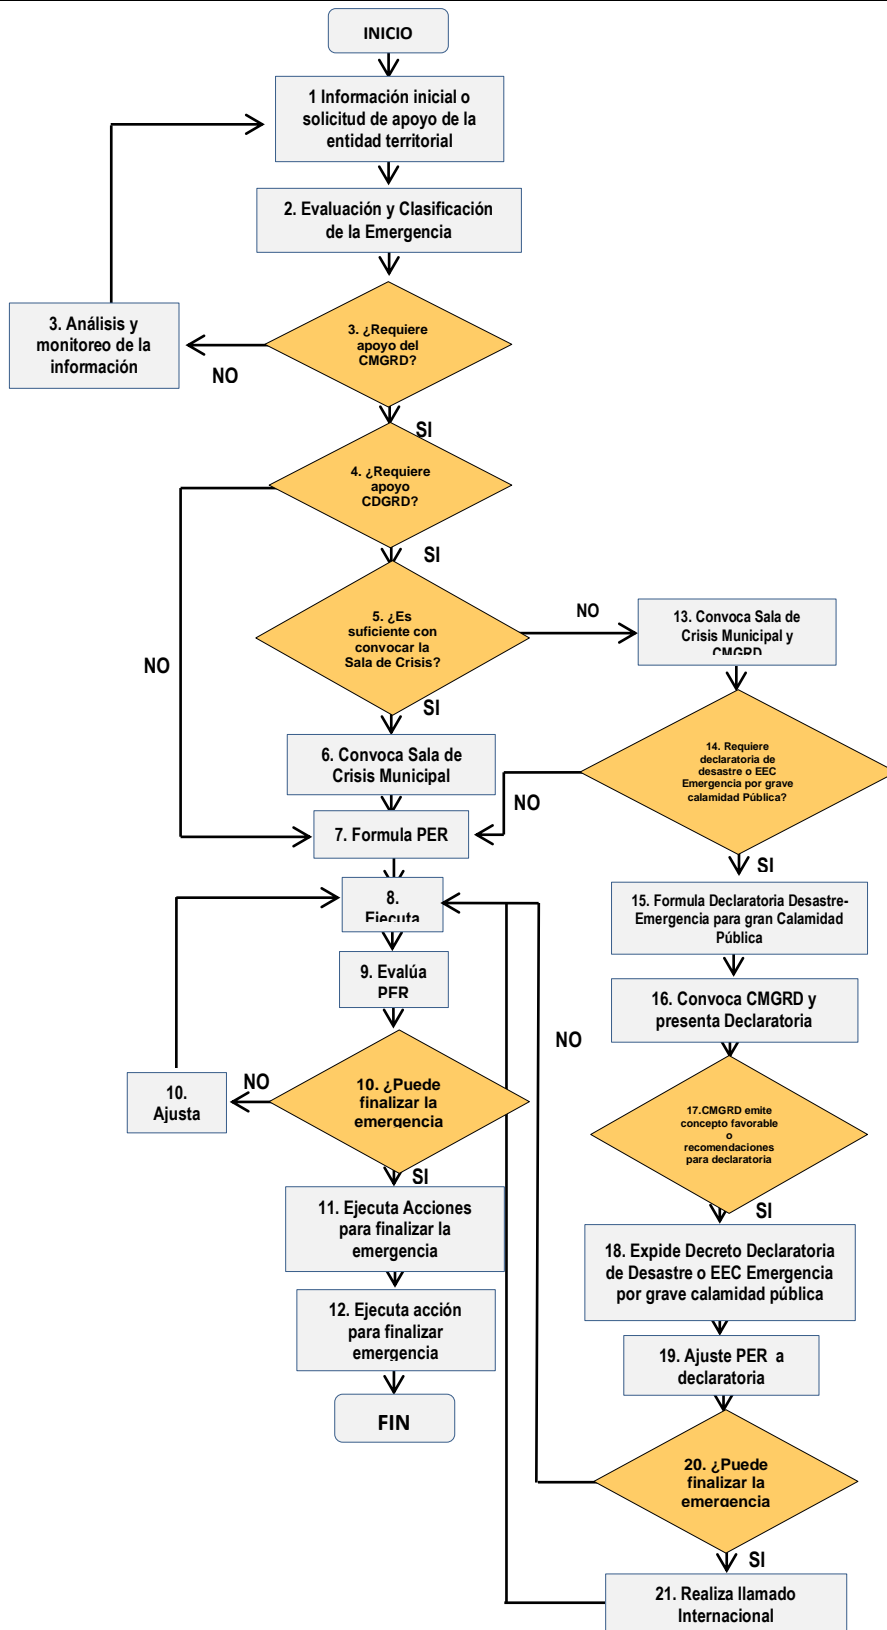 INICIO
1 Información inicial o
solicitud de apoyo de la
entidad territorial
2. Evaluación y Clasificación
de la Emergencia
3. ¿Requiere
apoyo del
CMGRD?
3. Análisis y
monitoreo de la
información
NO
SI
4. ¿Requiere
apoyo
CDGRD?
SI
NO
5. ¿Es
suficiente con
convocar la
Sala de Crisis?
NO
13. Convoca Sala de
Crisis Municipal y
CMGRD
SI
6. Convoca Sala de
Crisis Municipal
14. Requiere
declaratoria de
desastre o EEC
Emergencia por grave
calamidad Pública?
NO
7. Formula PER
SI
8.
Ejecuta
15. Formula Declaratoria Desastre-
Emergencia para gran Calamidad
Pública
9. Evalúa
PER
16. Convoca CMGRD y
presenta Declaratoria
NO
10. ¿Puede
finalizar la
emergencia
NO
10.
Ajusta
17.CMGRD emite
concepto favorable
o
recomendaciones
para declaratoria
SI
SI
11. Ejecuta Acciones
para finalizar la
emergencia
18. Expide Decreto Declaratoria
de Desastre o EEC Emergencia
por grave calamidad pública
12. Ejecuta acción
para finalizar
emergencia
19. Ajuste PER a
declaratoria
FIN
20. ¿Puede
finalizar la
emergencia
SI
21. Realiza llamado
Internacional